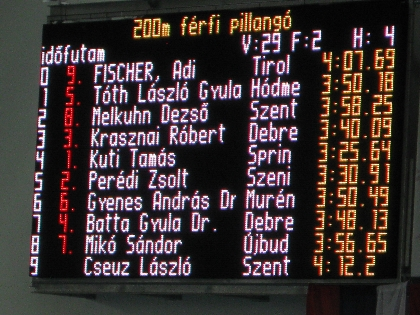 200m férfi pillangó
időfutam V:29 F:2 H: 4
0 9. FISCHER, Adi Tirol 4:07.69
1 5. Tóth László Gyula Hódme 3:50.18
2 8. Melkuhn Dezső Szent 3:58.25
3 3. Krasznai Róbert Debre 3:40.09
4 1. Kuti Tamás Sprin 3:25.64
5 2. Perédi Zsolt Szeni 3:30.91
6 6. Gyenes András Dr Murén 3:50.49
7 4. Batta Gyula Dr. Debre 3:48.13
8 7. Mikó Sándor Újbud 3:56.65
9 Cseuz László Szent 4:12.2